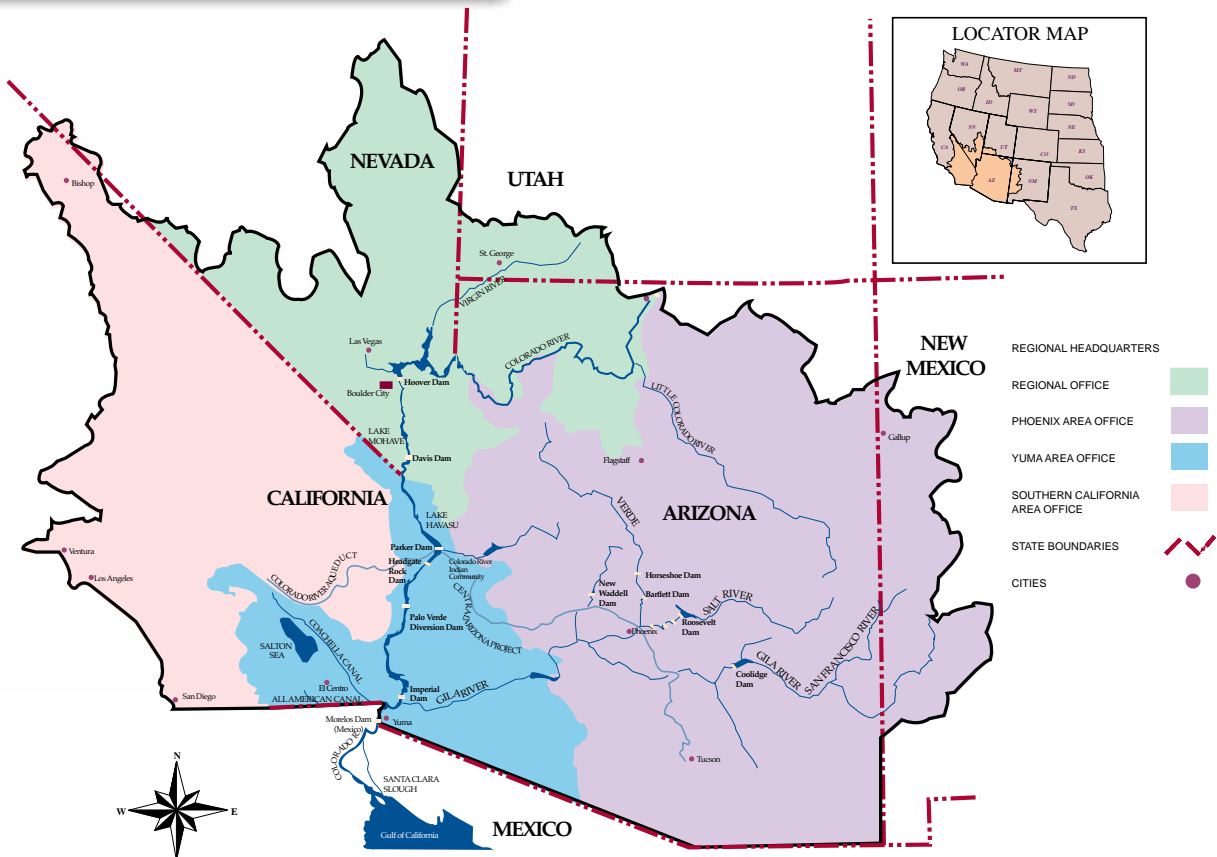 LOCATOR MAP
WA
MT
ND
OR
ID
SD
WY
NE
NV
UT
CA
CO
KS
AZ
NM
OK
TX
NEVADA
UTAH
Bishop
St. George
VIRGIN RIVER
Las Vegas
COLORADO RIVER
NEW
MEXICO
REGIONAL HEADQUARTERS
REGIONAL OFFICE
PHOENIX AREA OFFICE
YUMA AREA OFFICE
SOUTHERN CALIFORNIA
AREA OFFICE
STATE BOUNDARIES
CITIES
Hoover Dam
Boulder City
LITTLE COLORADO RIVER
LAKE
MOHAVE
Gallup
Davis Dam
Flagstaff
CALIFORNIA
ARIZONA
VERDE
LAKE
HAVASU
Parker Dam
Headgate
Rock
Dam
Colorado River
Indian
Community
Ventura
Los Angeles
COLORADO RIVER AQUEDUCT
CENTRAL ARIZONA PROJECT
Horseshoe Dam
New
Waddell
Dam
Bartlett Dam
SALT RIVER
Roosevelt
Dam
Phoenix
Palo Verde
Diversion Dam
SALTON
SEA
COACHELLA CANAL
El Centro
ALL AMERICAN CANAL
San Diego
Imperial
Dam
GILA RIVER
Coolidge
Dam
GILA RIVER
SAN FRANCISCO RIVER
Morelos Dam
(Mexico)
Yuma
COLORADO R.
Tucson
SANTA CLARA
SLOUGH
Gulf of California
MEXICO
N
W
E